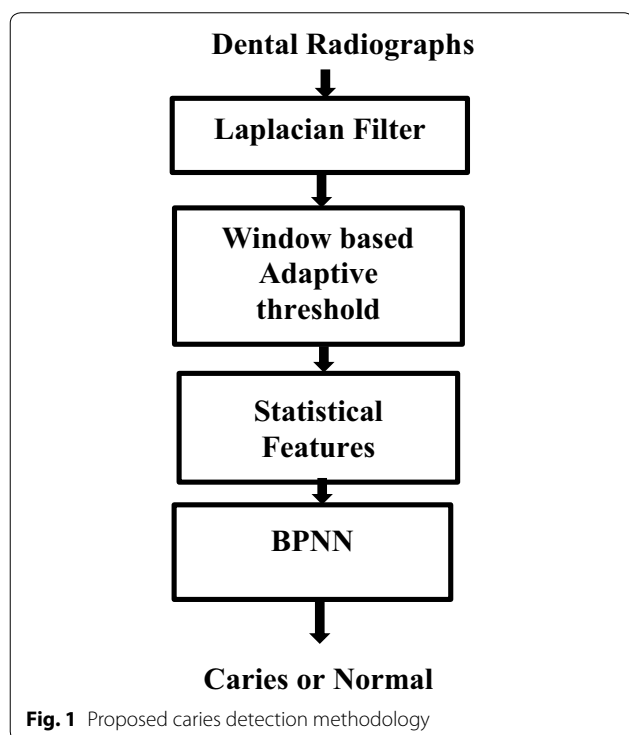 Dental Radiographs
Laplacian Filter
Window based
Adaptive
threshold
Statistical
Features
BPNN
Caries or Normal
Fig. 1 Proposed caries detection methodology